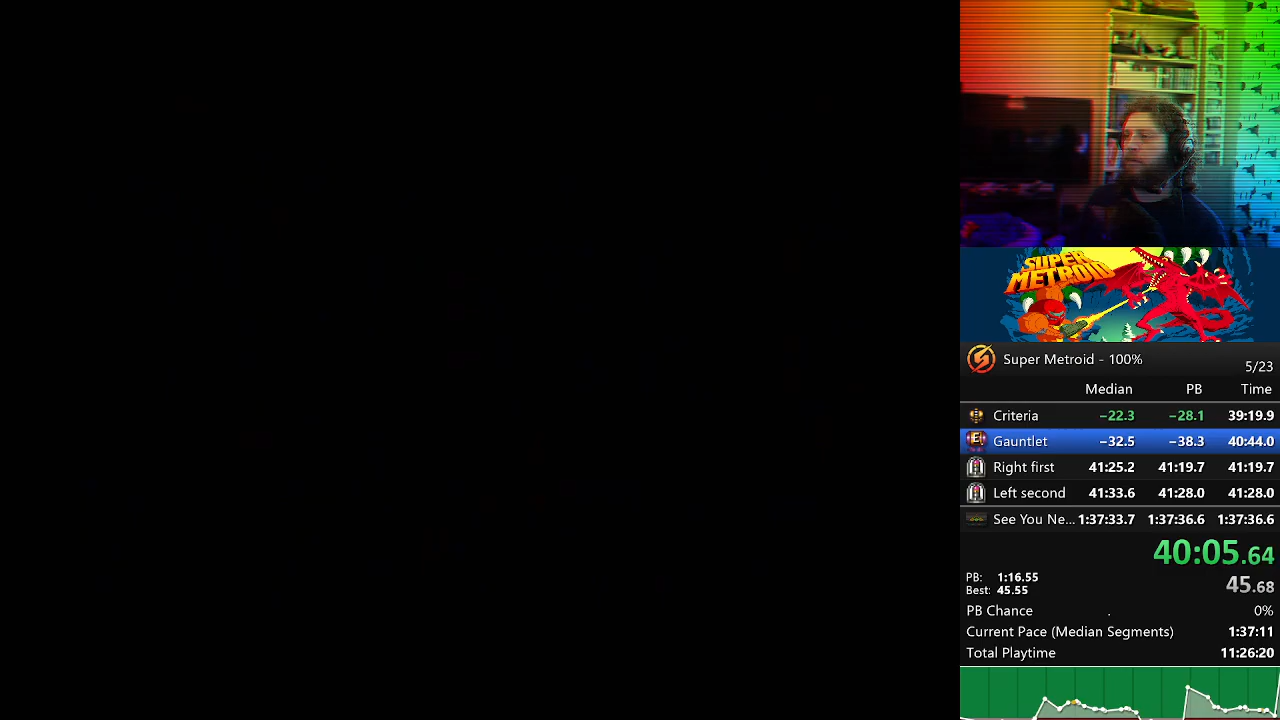 SUPER
METROID
Super Metroid - 100%
5/23
Median PB Time
Criteria −22.3 −28.1 39:19.9
Gauntlet −32.5 −38.3 40:44.0
Right first 41:25.2 41:19.7 41:19.7
Left second 41:33.6 41:28.0 41:28.0
See You Ne... 1:37:33.7 1:37:36.6 1:37:36.6
40:05.64
PB: 1:16.55
Best: 45.55
45.68
PB Chance . 0%
Current Pace (Median Segments) 1:37:11
Total Playtime 11:26:20